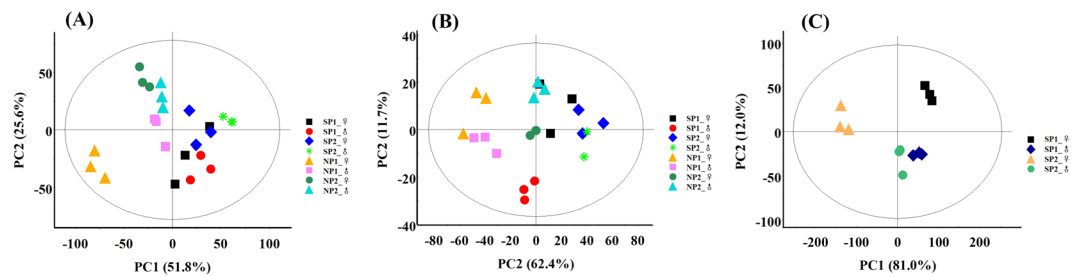 (A)
PC2 (25.6%)
50
0
-50
-100
-50
0
50
100
PC1 (51.8%)
SP1_♀
SP1_♂
SP2_♀
SP2_♂
NP1_♀
NP1_♂
NP2_♀
NP2_♂
(B)
PC2 (11.7%)
40
20
0
-20
40
-80
-60
-40
-20
0
20
40
60
80
PC2 (62.4%)
SP1_♀
SP1_♂
SP2_♀
SP2_♂
NP1_♀
NP1_♂
NP2_♀
NP2_♂
(C)
PC2 (12.0%)
100
50
0
-50
-100
-200
-100
0
100
200
PC1 (81.0%)
SP1_♀
SP1_♂
SP2_♀
SP2_♂